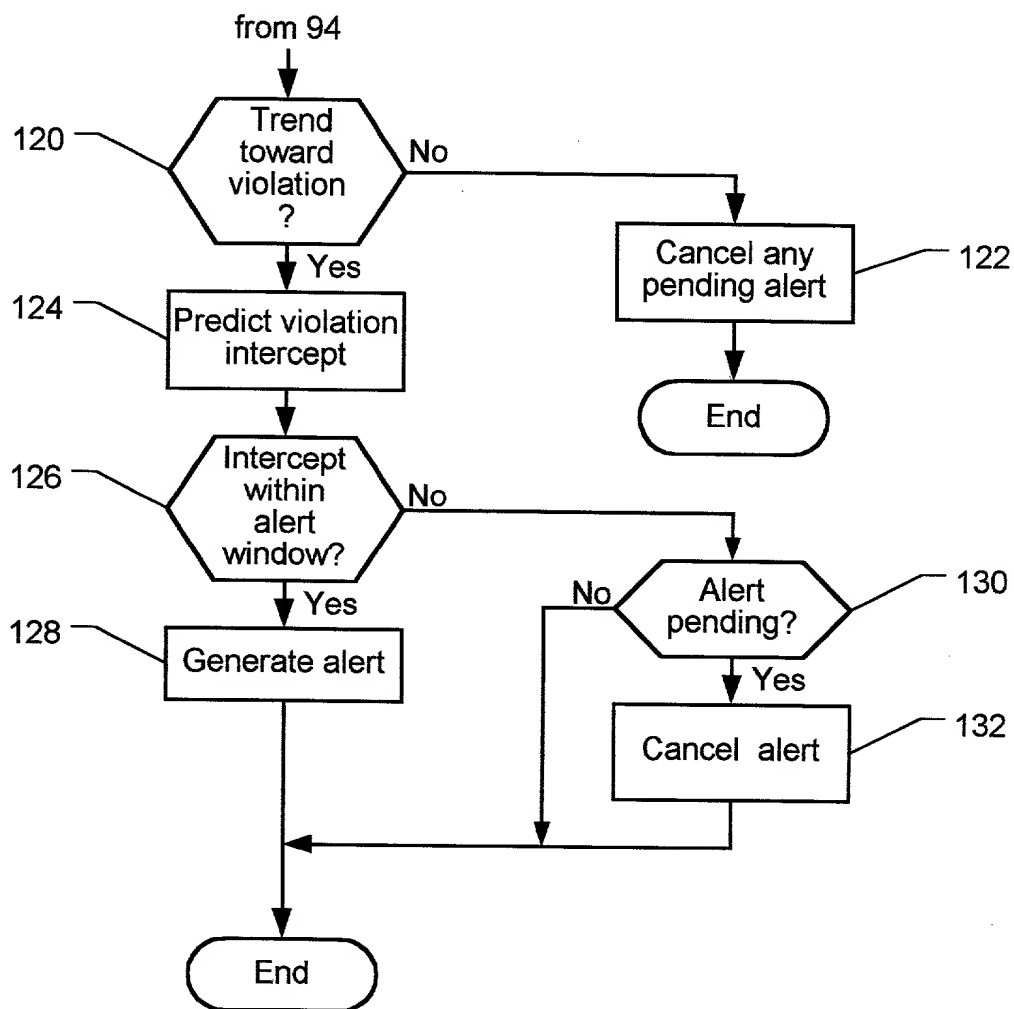 from 94
120
Trend
toward
violation
?
No
Yes
Cancel any
pending alert
122
End
124
Predict violation
intercept
126
Intercept
within
alert
window?
No
Yes
128
Generate alert
Alert
pending?
130
No
Yes
Cancel alert
132
End